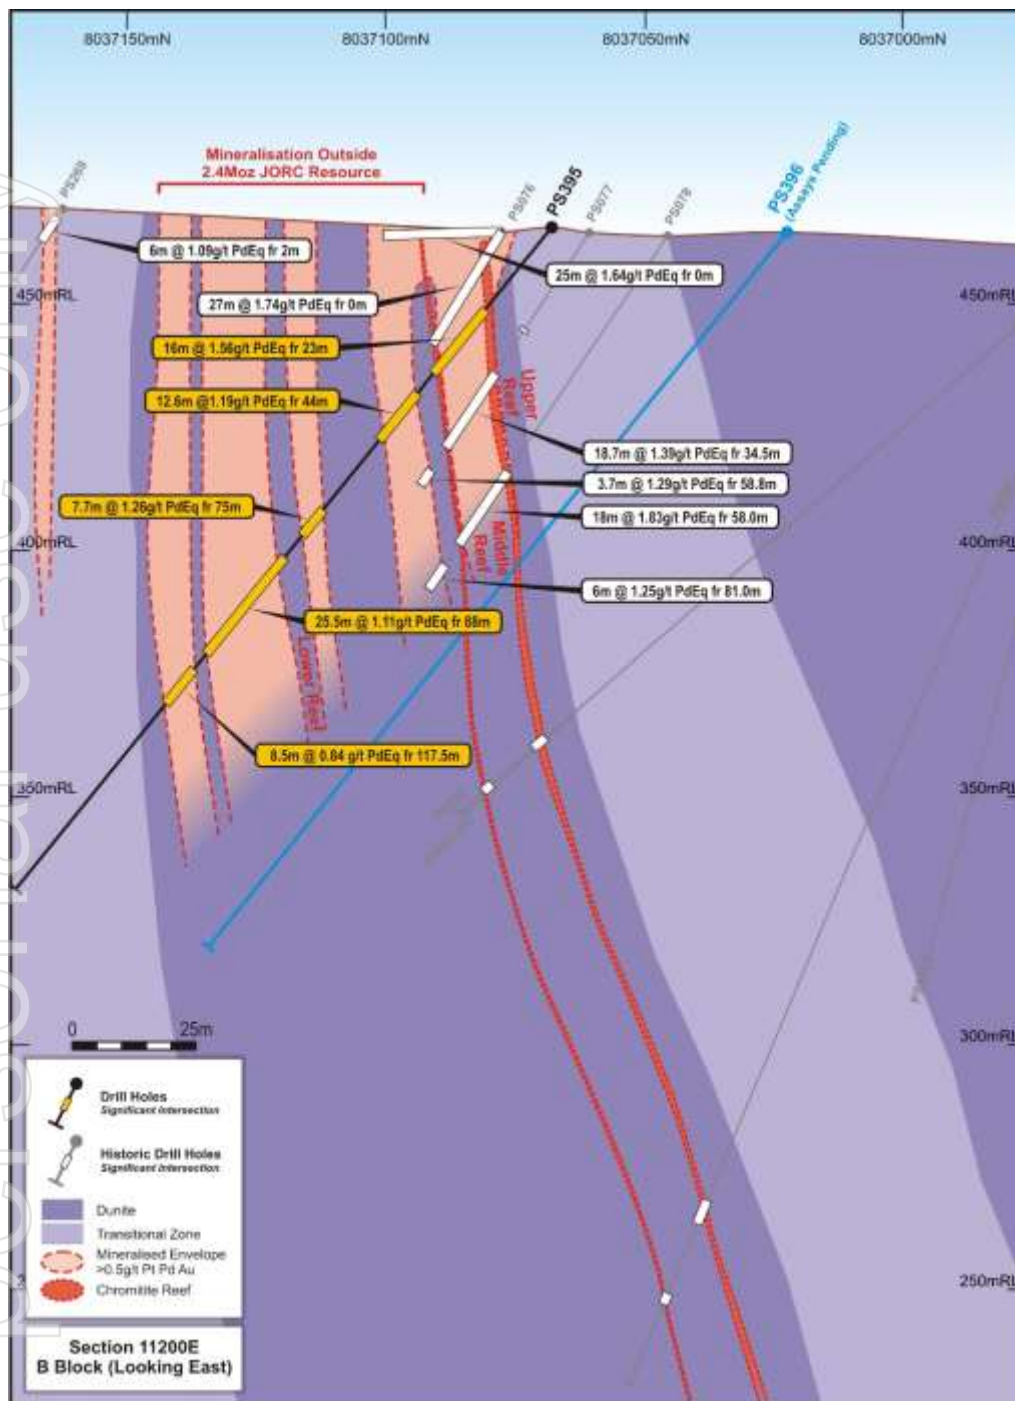 8037150mN
8037100mN
8037050mN
8037000mN
Mineralisation Outside
2.4Moz JORC Resource
PS269
PS076
PS395
PS077
PS078
PS396
(Assays Pending)
6m @ 1.09g/t PdEq fr 2m
25m @ 1.64g/t PdEq fr 0m
450mRL
27m @ 1.74g/t PdEq fr 0m
450mRL
16m @ 1.56g/t PdEq fr 23m
12.6m @1.19g/t PdEq fr 44m
Upper
Reef
18.7m @ 1.39g/t PdEq fr 34.5m
3.7m @ 1.29g/t PdEq fr 58.8m
7.7m @ 1.26g/t PdEq fr 75m
18m @ 1.83g/t PdEq fr 58.0m
400mRL
Middle
Reef
400mRL
6m @ 1.25g/t PdEq fr 81.0m
25.5m @ 1.11g/t PdEq fr 88m
Lower Reef
8.5m @ 0.84 g/t PdEq fr 117.5m
350mRL
350mRL
0 25m
300mRL
Drill Holes
Significant Intersection
Historic Drill Holes
Significant Intersection
Dunite
Transitional Zone
Mineralised Envelope
>0.5g/t Pt Pd Au
Chromitite Reef
250mRL
Section 11200E
B Block (Looking East)